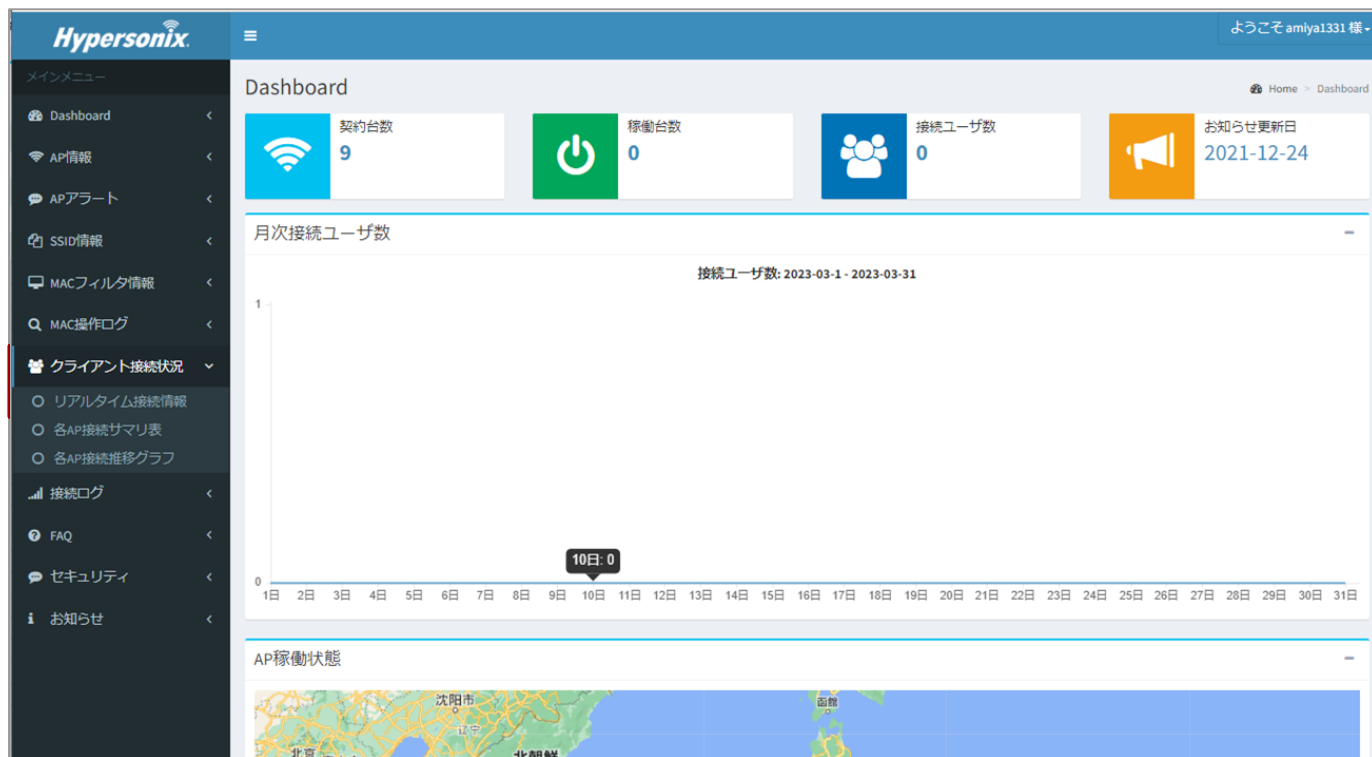 Hypersonix.
ようこそ amiya1331 様
メインメニュー
Dashboard
AP情報
APアラート
SSID情報
MACフィルタ情報
MAC操作ログ
クライアント接続状況
リアルタイム接続情報
各AP接続サマリ表
各AP接続推移グラフ
接続ログ
FAQ
セキュリティ
お知らせ
Dashboard
Home > Dashboard
契約台数
9
稼働台数
0
接続ユーザ数
0
お知らせ更新日
2021-12-24
月次接続ユーザ数
接続ユーザ数: 2023-03-1 - 2023-03-31
1
10日: 0
0
1日 2日 3日 4日 5日 6日 7日 8日 9日 10日 11日 12日 13日 14日 15日 16日 17日 18日 19日 20日 21日 22日 23日 24日 25日 26日 27日 28日 29日 30日 31日
AP稼働状態
沈阳市
函館
辽宁
北京
北朝鮮